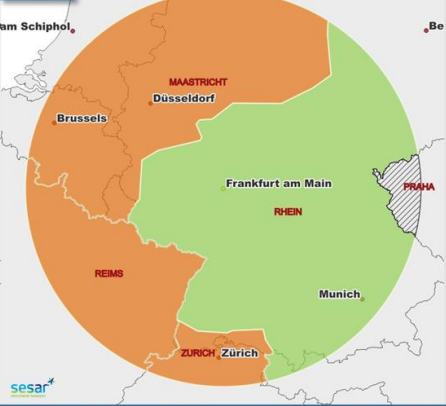 am Schiphol
Be
MAASTRICHT
Düsseldorf
Brussels
Frankfurt am Main
PRAHA
RHEIN
REIMS
Munich
ZURICH Zürich
sesar